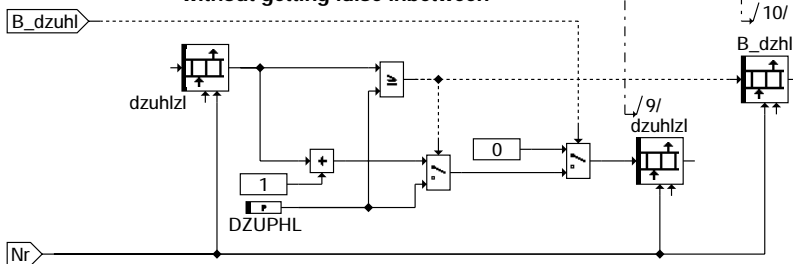 without getting false inbetween
B_dzuhl
/ 10/
B_dzhl
dzuhlzl
≥
/ 9/
dzuhlzl
0
+
1
P
DZUPHL
Nr